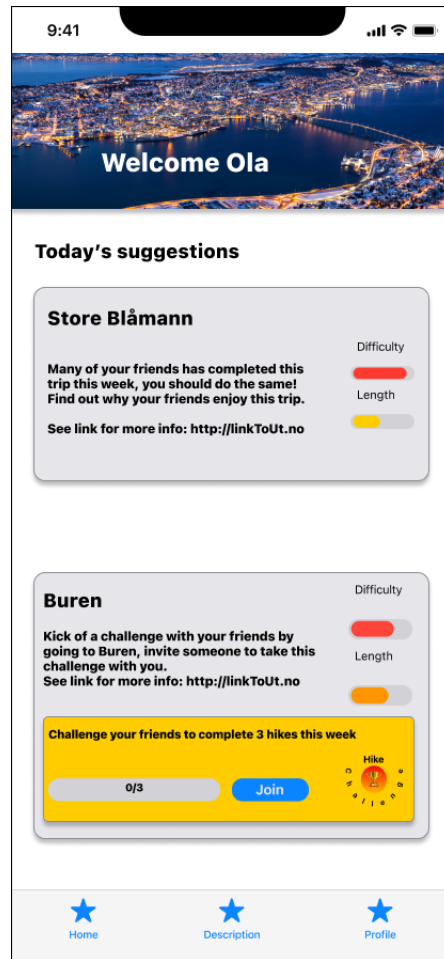 9:41
Welcome Ola
Today's suggestions
Store Blåmann
Difficulty
Many of your friends has completed this
trip this week, you should do the same!
Find out why your friends enjoy this trip.
Length
See link for more info: http://linkToUt.no
Buren
Difficulty
Kick of a challenge with your friends by
going to Buren, invite someone to take this
challenge with you.
See link for more info: http://linkToUt.no
Length
Challenge your friends to complete 3 hikes this week
0/3
Join
Hike
Challenge
Home
Description
Profile